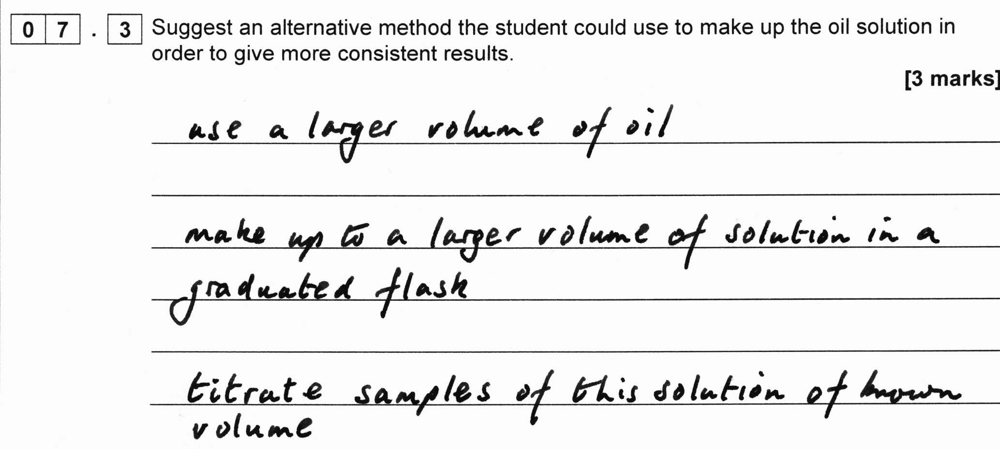 07.3 Suggest an alternative method the student could use to make up the oil solution in
order to give more consistent results.
[3 marks]
use a larger volume of oil
make up to a larger volume of solution in a
graduated flask
titrate samples of this solution of known
volume